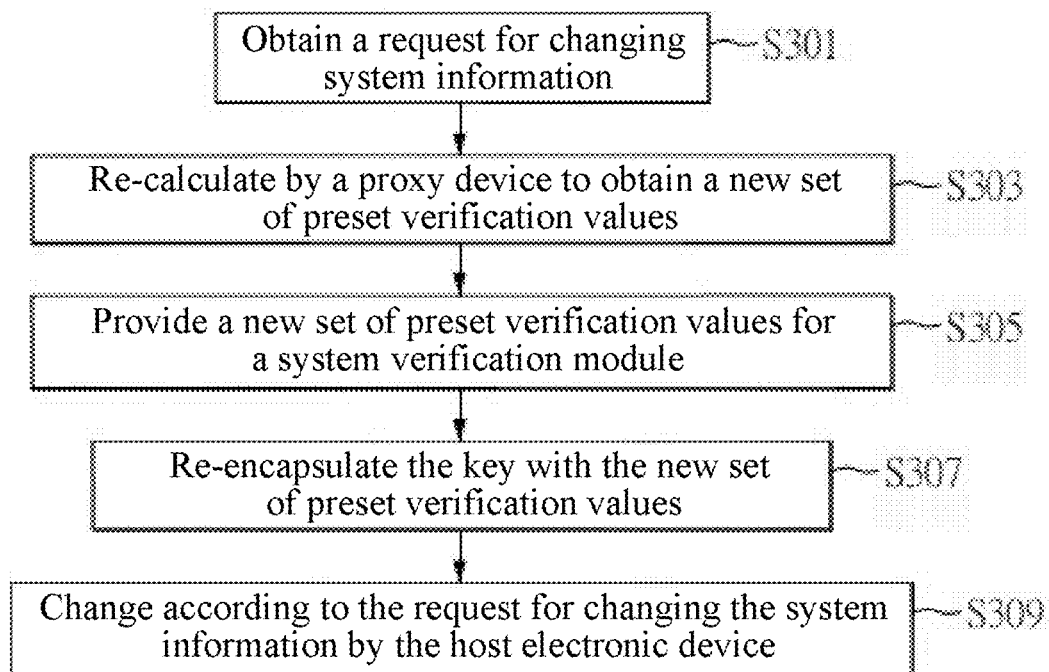 Obtain a request for changing
system information
S301
Re-calculate by a proxy device to obtain a new set
of preset verification values
S303
Provide a new set of preset verification values for
a system verification module
S305
Re-encapsulate the key with the new set
of preset verification values
S307
Change according to the request for changing the system
information by the host electronic device
S309